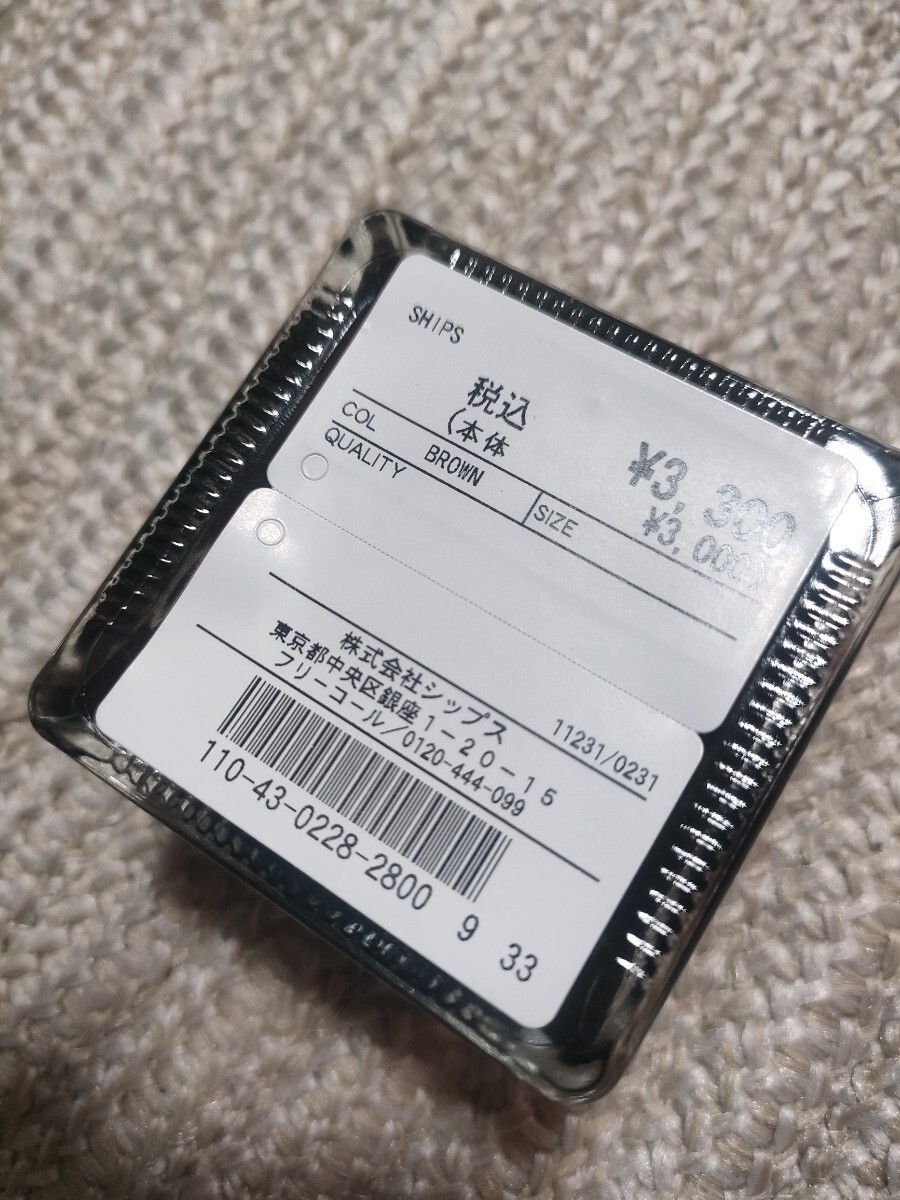 SHIPS
税込 ¥3,300
(本体 ¥3,000)
COL BROWN SIZE
QUALITY
11231/0231
株式会社シップス
東京都中央区銀座1-20-15
フリーコール/0120-444-099
110-43-0228-2800 9 33